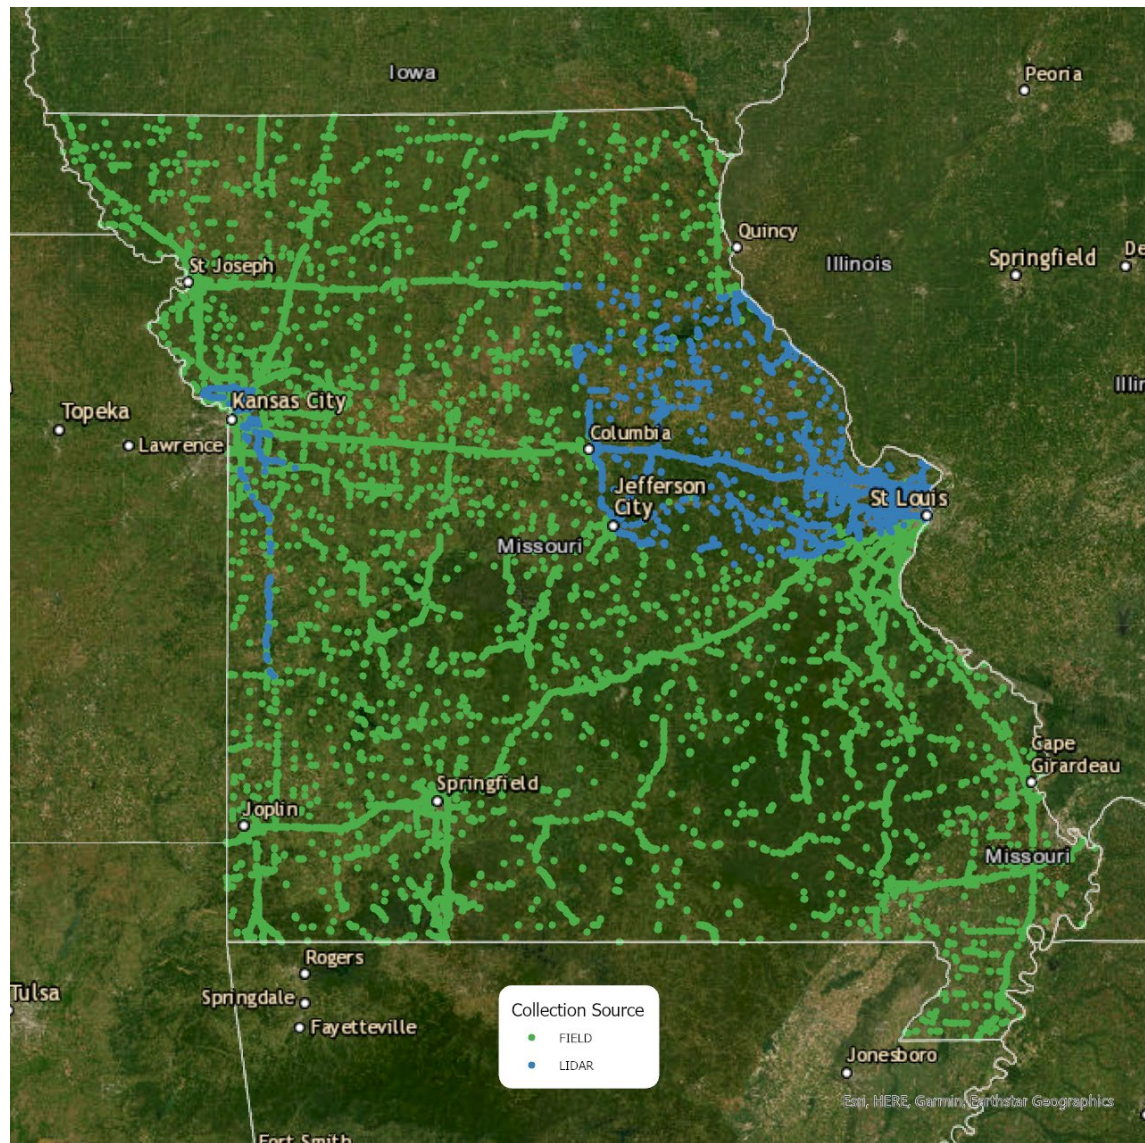 Iowa
Peoria
Quincy
Illinois
Springfield
De
St Joseph
Illin
Kansas City
Topeka
Lawrence
Columbia
Jefferson
City
St Louis
Missouri
Cape
Girardeau
Springfield
Joplin
Missouri
Rogers
Tulsa
Springdale
Fayetteville
Collection Source
FIELD
LIDAR
Jonesboro
Esri, HERE, Garmin, Earthstar Geographics
Fort Smith